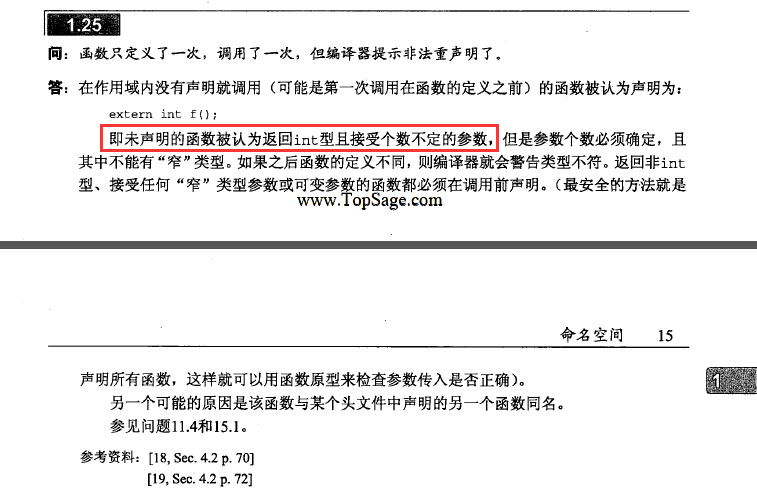 1.25
问：函数只定义了一次，调用了一次，但编译器提示非法重声明了。
答：在作用域内没有声明就调用（可能是第一次调用在函数的定义之前）的函数被认为声明为：
extern int f();
即未声明的函数被认为返回int型且接受个数不定的参数，但是参数个数必须确定，且
其中不能有“窄”类型。如果之后函数的定义不同，则编译器就会警告类型不符。返回非int
型、接受任何“窄”类型参数或可变参数的函数都必须在调用前声明。（最安全的方法就是
www.TopSage.com
命名空间 15
声明所有函数，这样就可以用函数原型来检查参数传入是否正确）。
1
另一个可能的原因是该函数与某个头文件中声明的另一个函数同名。
参见问题11.4和15.1。
参考资料：[18, Sec. 4.2 p. 70]
[19, Sec. 4.2 p. 72]